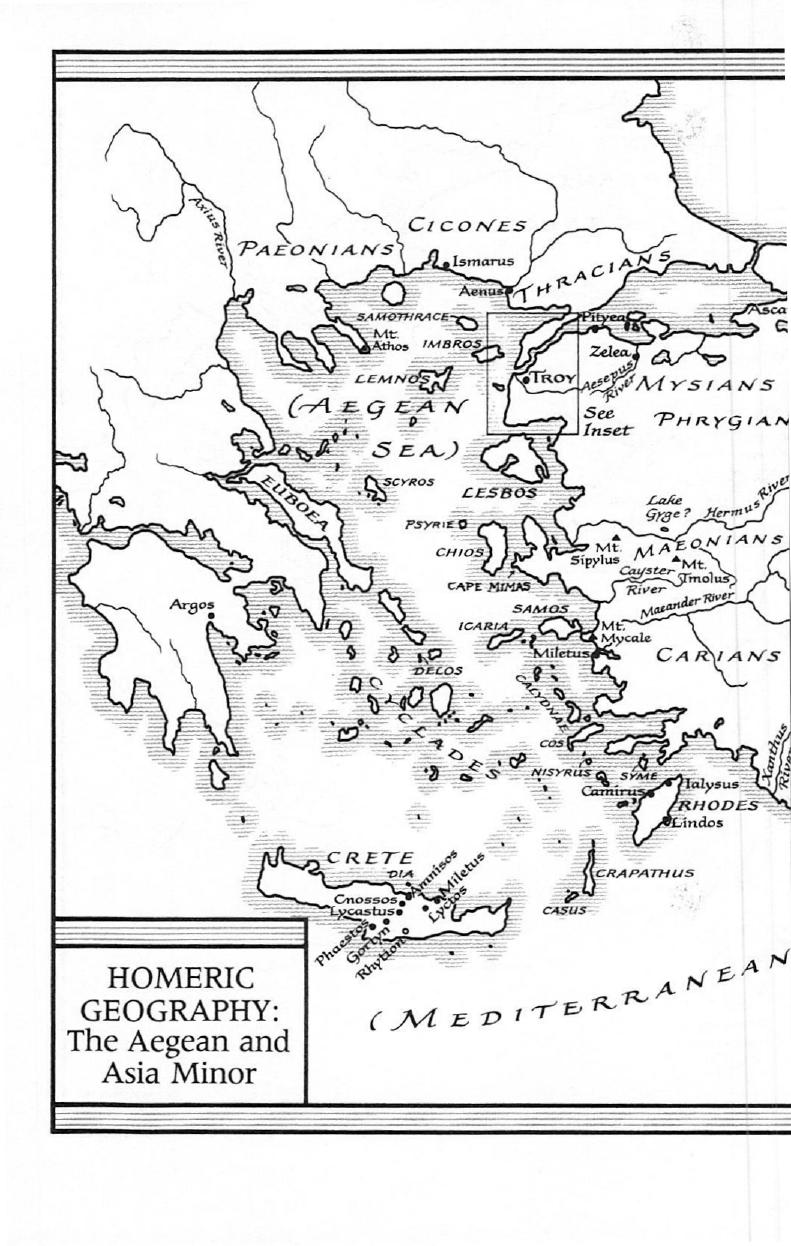 CICONES
Axius River
PAEONIANS
Ismarus
THRACIANS
Aenus
SAMOTHRACE
Pityea
Asca
Mt.
Athos
IMBROS
Zelea
LEMNOS
TROY
Aesepus
River
MYSIANS
(AEGEAN
SEA)
See
Inset
PHRYGIAN
EUBOEA
SCYROS
LESBOS
Lake
Gyge?
Hermus River
PSYRIE
CHIOS
Mt.
Sipylus
MAEONIANS
Mt.
Tmolus
Cayster
River
CAPE MIMAS
Argos
SAMOS
Maeander River
ICARIA
Mt.
Mycale
Miletus
CARIANS
DELOS
CALYDNAE
CYCLADES
COS
NISYRUS
SYME
Xanthus
River
Ialysus
Camirus
RHODES
Lindos
CRETE
DIA
Amnisos
Miletus
CRAPATHUS
Cnossos
Lycastus
Lyctos
CASUS
Phaestos
Gortyn
Rhytion
HOMERIC
GEOGRAPHY:
The Aegean and
Asia Minor
(MEDITERRANEAN